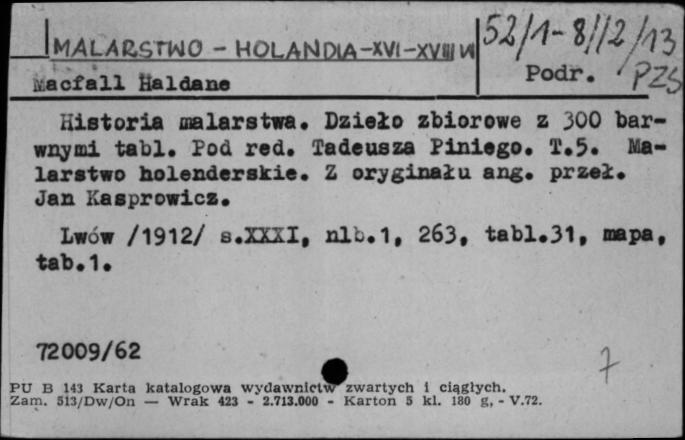 MALARSTWO - HOLANDIA-XVI-XVIII W
52/1-8//2/13
Podr. PZS
Macfall Haldane
Historia malarstwa. Dzieło zbiorowe z 300 bar-
wnymi tabl. Pod red. Tadeusza Piniego. T.5. Ma-
larstwo holenderskie. Z oryginału ang. przeł.
Jan Kasprowicz.
Lwów /1912/ s.XXXI, nlb.1, 263, tabl.31, mapa,
tab.1.
72009/62
7
PU B 143 Karta katalogowa wydawnictw zwartych i ciągłych.
Zam. 513/Dw/On — Wrak 423 - 2.713.000 - Karton 5 kl. 180 g, - V.72.